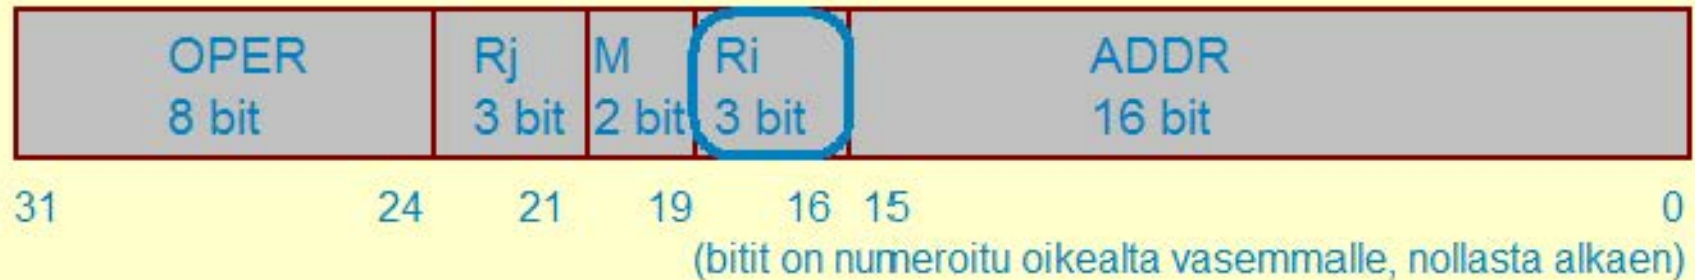 OPER Rj M Ri ADDR
8 bit 3 bit 2 bit 3 bit 16 bit
31 24 21 19 16 15 0
(bitit on numeroitu oikealta vasemmalle, nollasta alkaen)